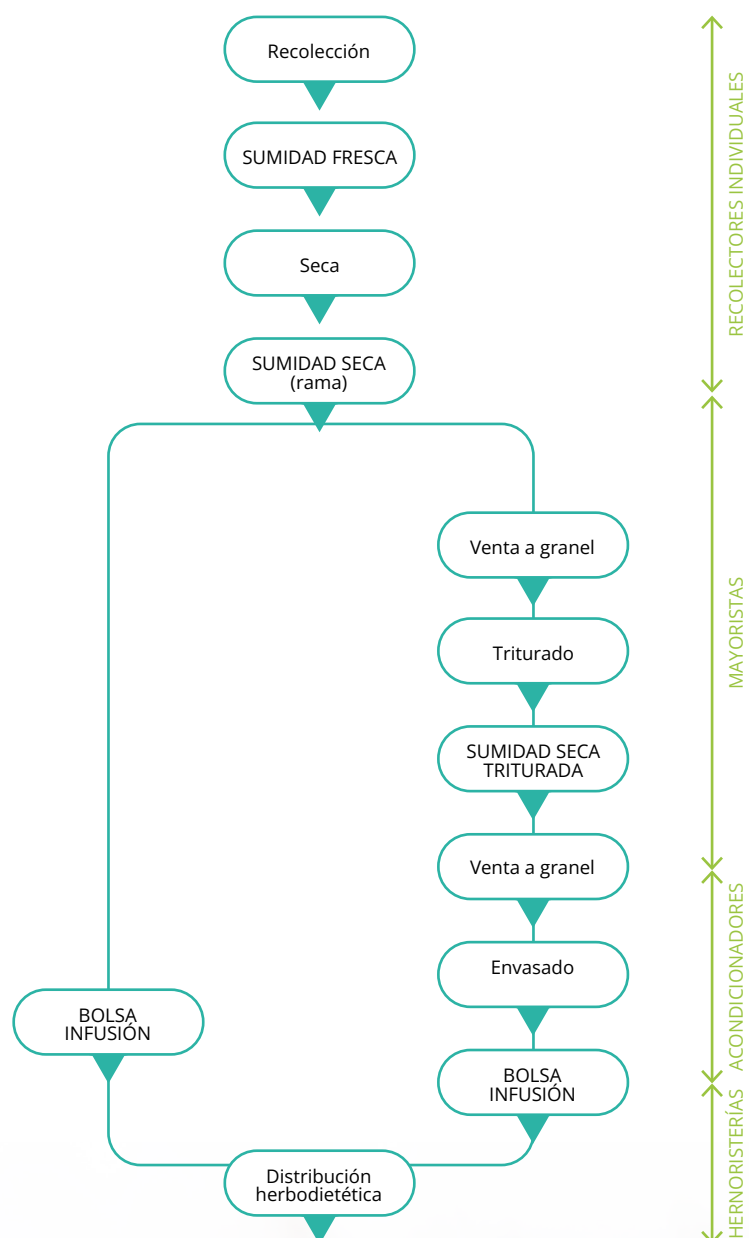 Recolección
SUMIDAD FRESCA
Seca
SUMIDAD SECA
(rama)
Venta a granel
Triturado
SUMIDAD SECA
TRITURADA
Venta a granel
Envasado
BOLSA
INFUSIÓN
BOLSA
INFUSIÓN
Distribución
herbodietética
RECOLECTORES INDIVIDUALES
MAYORISTAS
ACONDICIONADORES
HERNORISTERÍAS